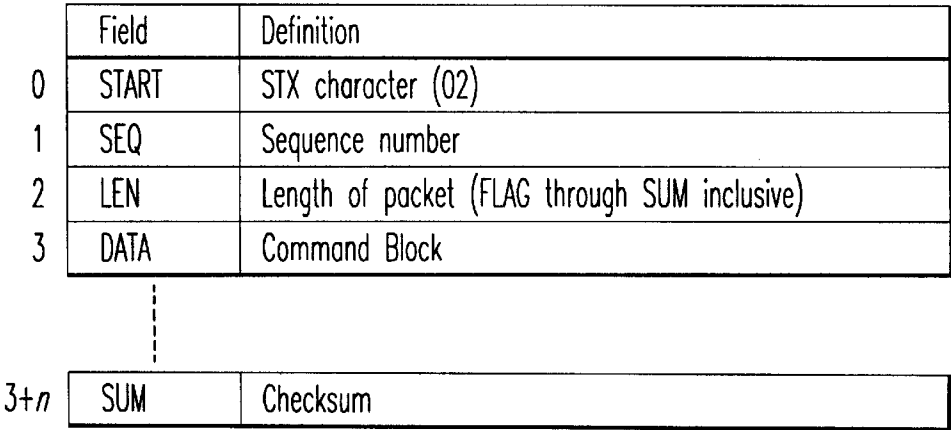 Field Definition
0 START STX character (02)
1 SEQ Sequence number
2 LEN Length of packet (FLAG through SUM inclusive)
3 DATA Command Block
3+n SUM Checksum